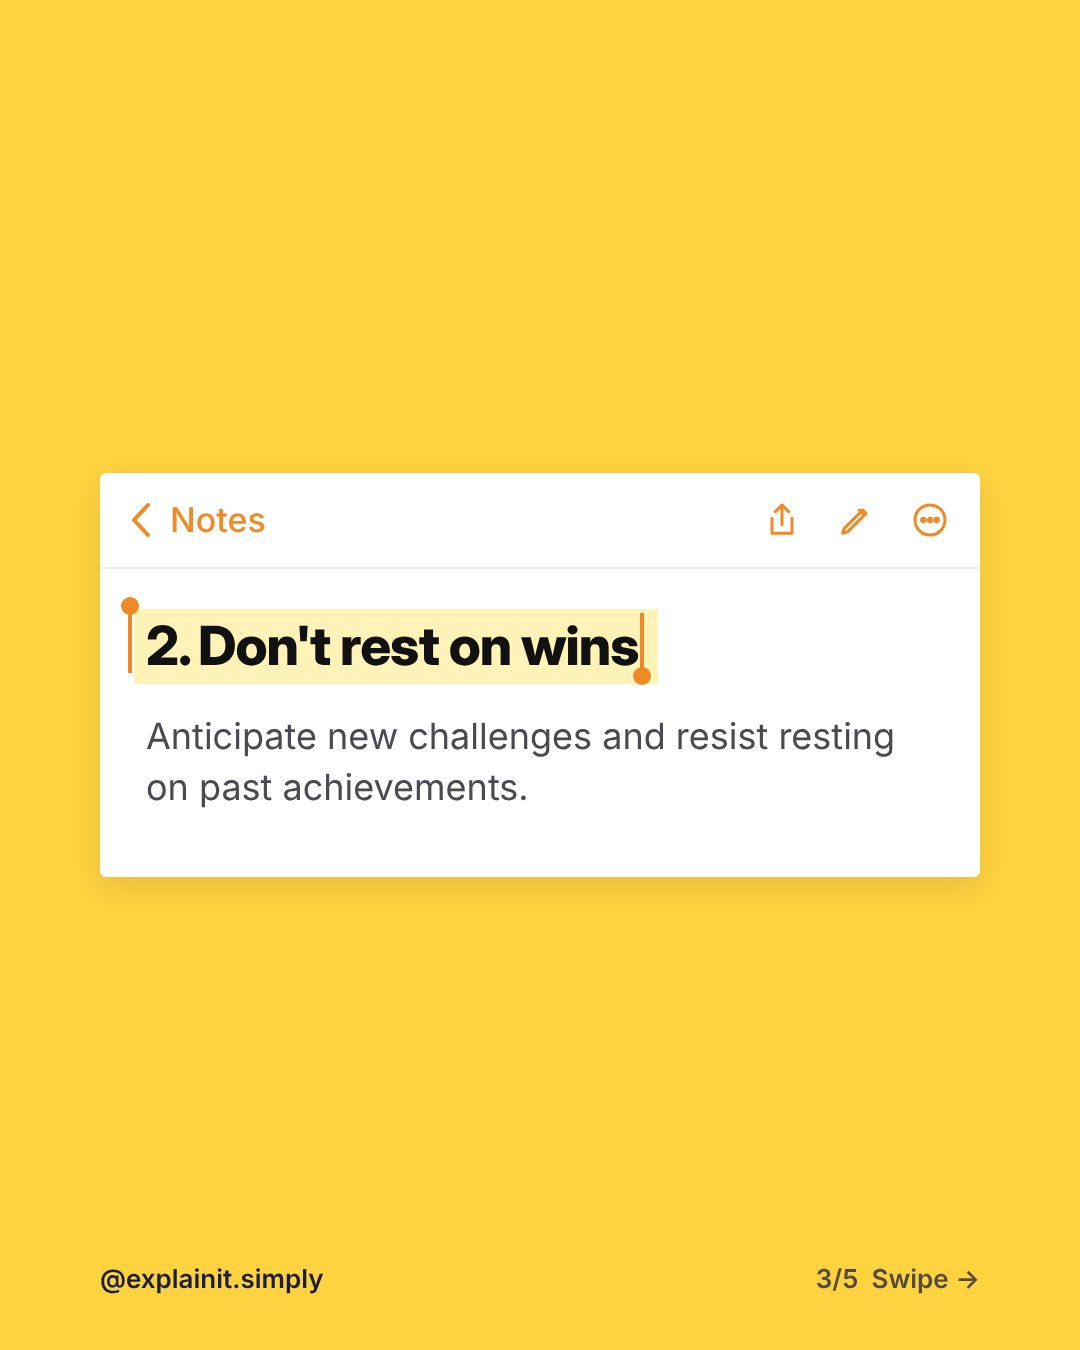 Notes
2. Don't rest on wins
Anticipate new challenges and resist resting
on past achievements.
@explainit.simply
3/5 Swipe →